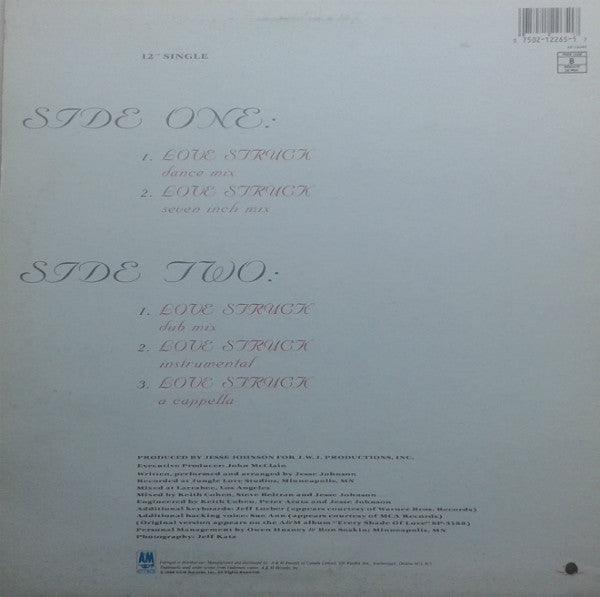 7502-12265-1 7
12" SINGLE
SIDE ONE:
1. LOVE STRUCK
dance mix
2. LOVE STRUCK
seven inch mix
SIDE TWO:
1. LOVE STRUCK
dub mix
2. LOVE STRUCK
instrumental
3. LOVE STRUCK
a cappella
PRODUCED BY JESSE JOHNSON FOR J.W.J. PRODUCTIONS, INC.
Executive Producer: John McClain
Written, performed and arranged by Jesse Johnson
Recorded at Jungle Love Studios, Minneapolis, MN
Mixed at Larrabee, Los Angeles
Mixed by Keith Cohen, Steve Beltran and Jesse Johnson
Engineered by Keith Cohen, Peter Arata and Jesse Johnson
Additional keyboards: Jeff Lorber (appears courtesy of Warner Bros. Records)
Additional backing voice: Sue Ann (appears courtesy of MCA Records)
(Original version appears on the A&M album "Every Shade Of Love" SP-5188)
Personal Management by Owen Husney & Ron Soskin; Minneapolis, MN
Photography: Jeff Katz
A&M
RECORDS